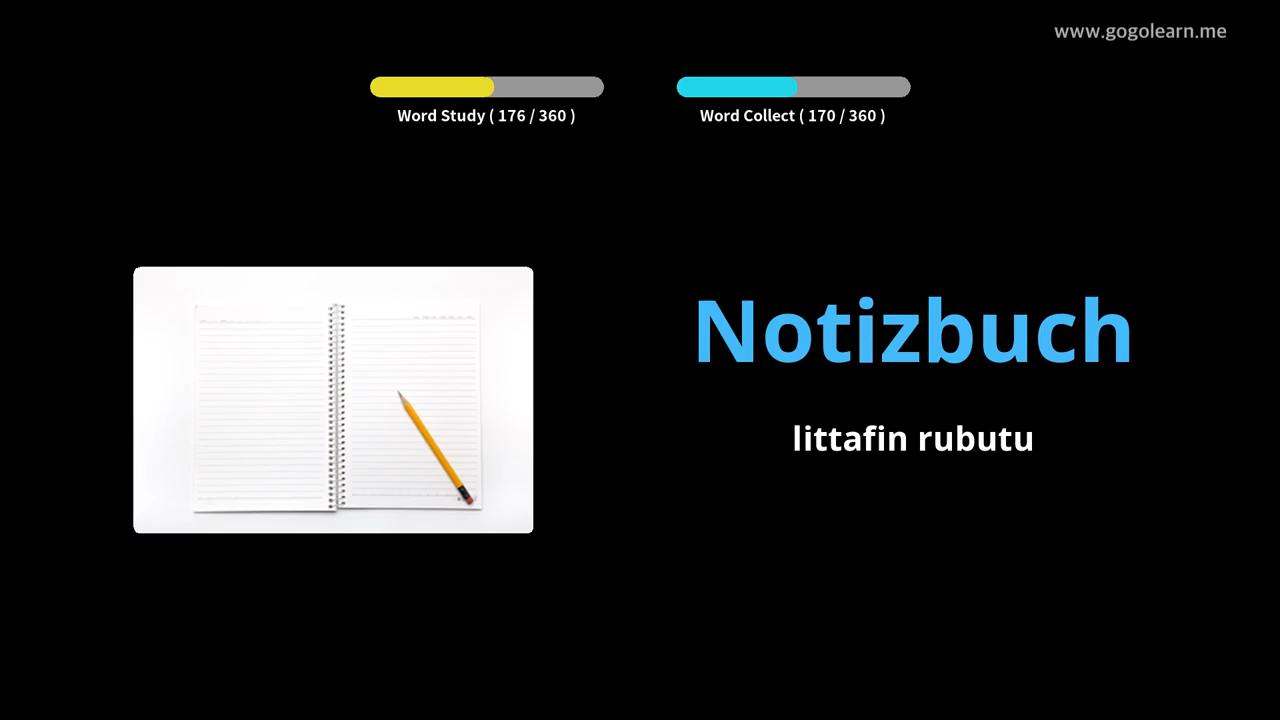 www.gogolearn.me
Word Study ( 176 / 360 )
Word Collect ( 170 / 360 )
Notizbuch
littafin rubutu